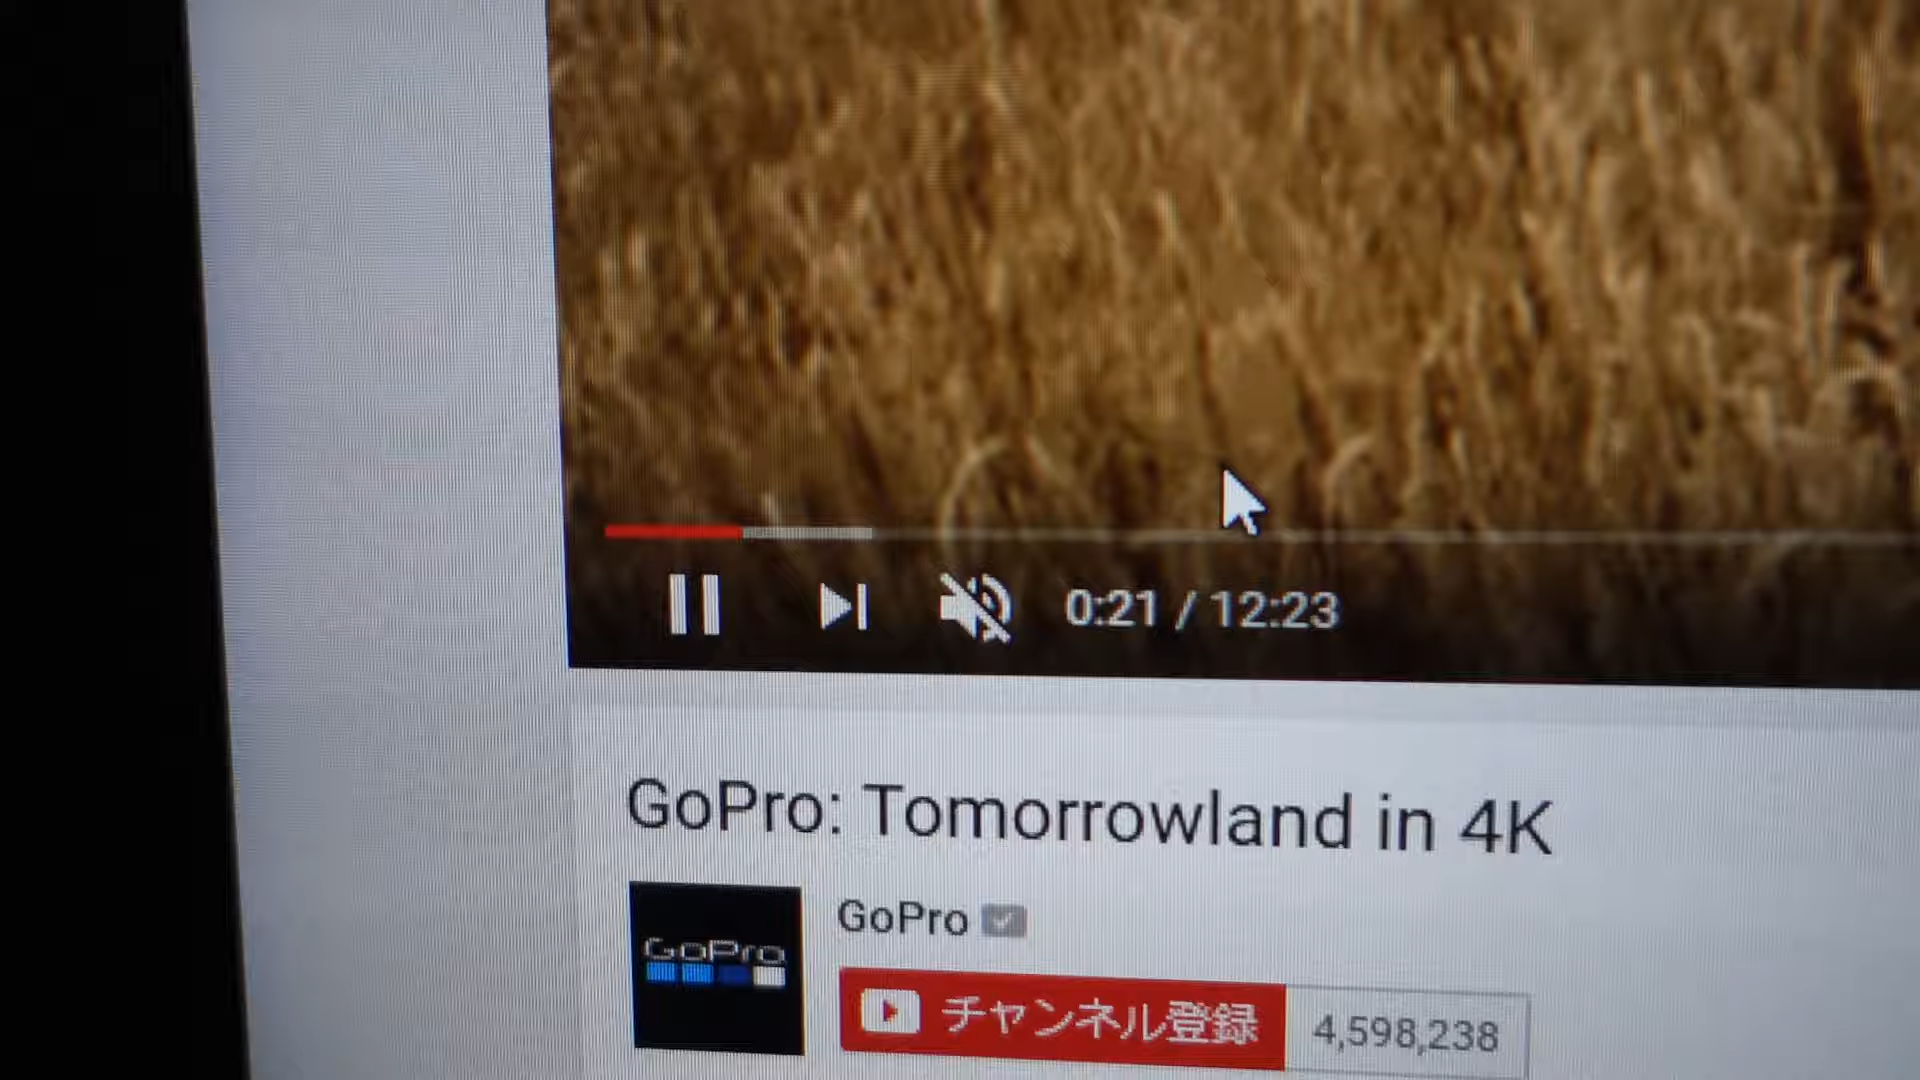 0:21 / 12:23
GoPro: Tomorrowland in 4K
GoPro
GoPro
チャンネル登録
4,598,238